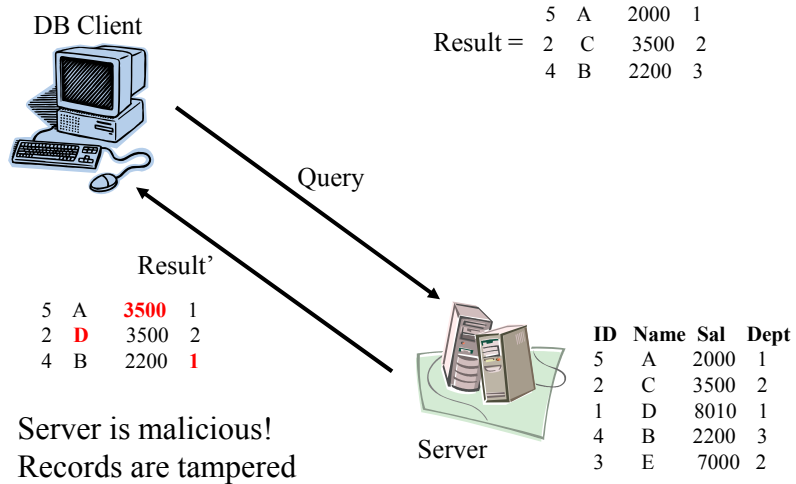 DB Client
5 A 2000 1
Result = 2 C 3500 2
4 B 2200 3
Query
Result’
5 A 3500 1
2 D 3500 2
4 B 2200 1
ID Name Sal Dept
5 A 2000 1
2 C 3500 2
1 D 8010 1
4 B 2200 3
3 E 7000 2
Server
Server is malicious!
Records are tampered